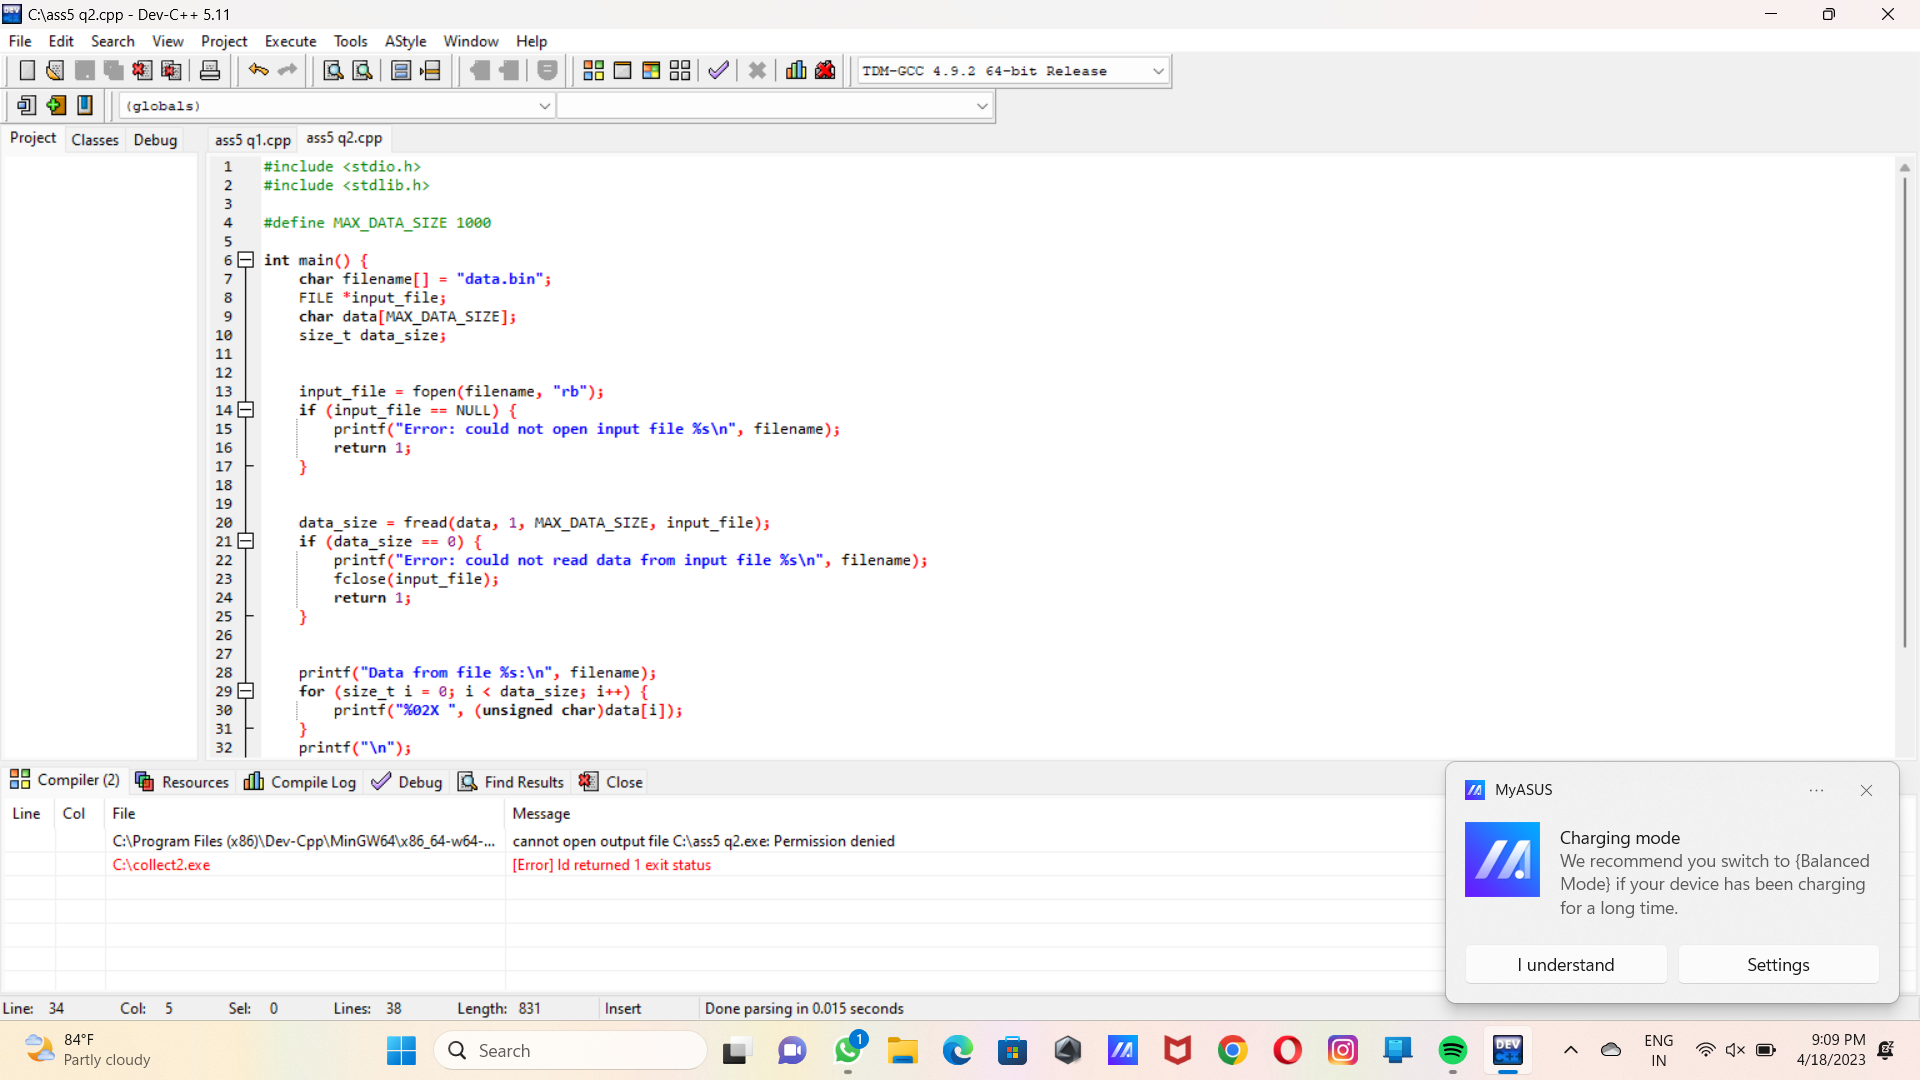 C:\ass5 q2.cpp - Dev-C++ 5.11
File Edit Search View Project Execute Tools AStyle Window Help
TDM-GCC 4.9.2 64-bit Release
(globals)
Project Classes Debug ass5 q1.cpp ass5 q2.cpp
1 #include <stdio.h>
2 #include <stdlib.h>
3
4 #define MAX_DATA_SIZE 1000
5
6 int main() {
7 char filename[] = "data.bin";
8 FILE *input_file;
9 char data[MAX_DATA_SIZE];
10 size_t data_size;
11
12
13 input_file = fopen(filename, "rb");
14 if (input_file == NULL) {
15 printf("Error: could not open input file %s\n", filename);
16 return 1;
17 }
18
19
20 data_size = fread(data, 1, MAX_DATA_SIZE, input_file);
21 if (data_size == 0) {
22 printf("Error: could not read data from input file %s\n", filename);
23 fclose(input_file);
24 return 1;
25 }
26
27
28 printf("Data from file %s:\n", filename);
29 for (size_t i = 0; i < data_size; i++) {
30 printf("%02X ", (unsigned char)data[i]);
31 }
32 printf("\n");
Compiler (2) Resources Compile Log Debug Find Results Close
Line Col File Message
C:\Program Files (x86)\Dev-Cpp\MinGW64\x86_64-w64-... cannot open output file C:\ass5 q2.exe: Permission denied
C:\collect2.exe [Error] ld returned 1 exit status
MyASUS
Charging mode
We recommend you switch to {Balanced
Mode} if your device has been charging
for a long time.
I understand Settings
Line: 34 Col: 5 Sel: 0 Lines: 38 Length: 831 Insert Done parsing in 0.015 seconds
84°F
Partly cloudy
Search
1
DEV
ENG
IN
9:09 PM
4/18/2023